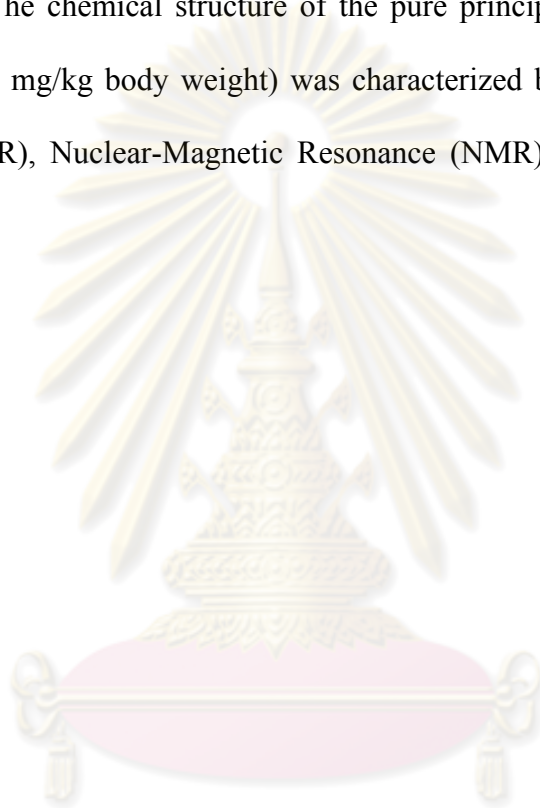 he chemical structure of the pure princip
mg/kg body weight) was characterized b
R), Nuclear-Magnetic Resonance (NMR)